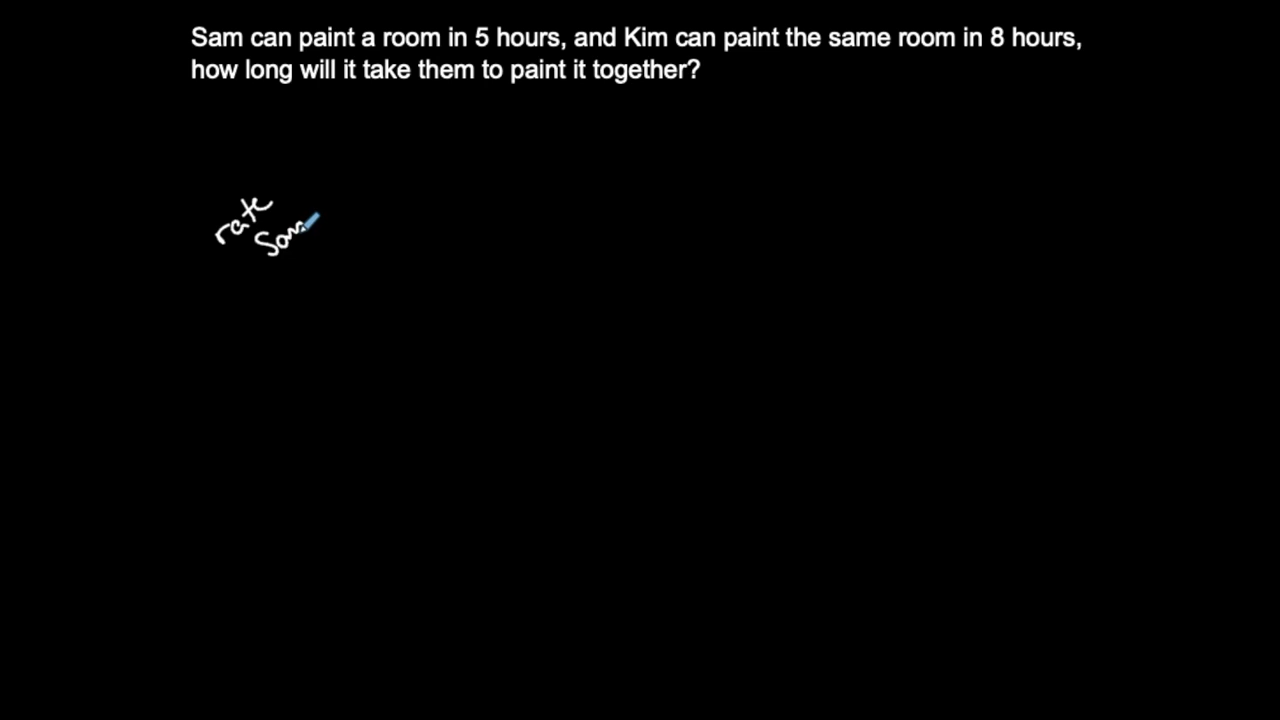 Sam can paint a room in 5 hours, and Kim can paint the same room in 8 hours,
how long will it take them to paint it together?
rate
Sam